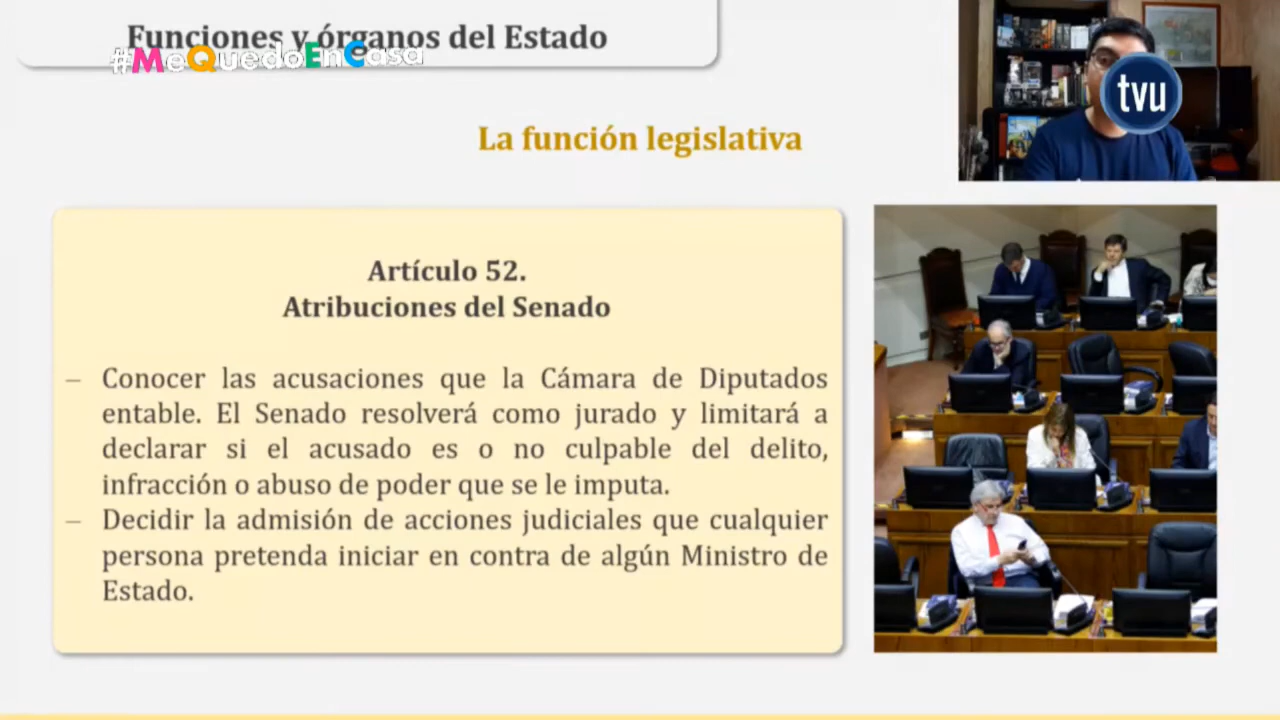 Funciones y órganos del Estado
#MeQuedoEnCasa
tvu
La función legislativa
Artículo 52.
Atribuciones del Senado
– Conocer las acusaciones que la Cámara de Diputados
entable. El Senado resolverá como jurado y limitará a
declarar si el acusado es o no culpable del delito,
infracción o abuso de poder que se le imputa.
– Decidir la admisión de acciones judiciales que cualquier
persona pretenda iniciar en contra de algún Ministro de
Estado.